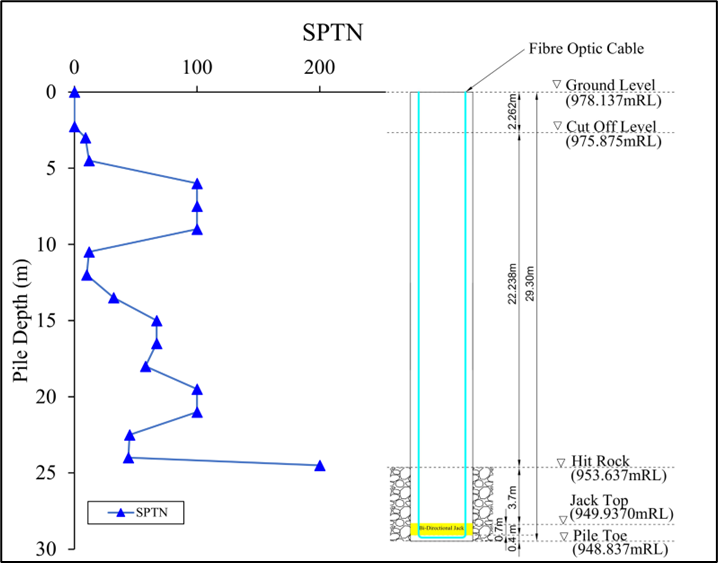 SPTN
0
100
200
0
5
10
15
20
25
30
Pile Depth (m)
SPTN
Fibre Optic Cable
Ground Level
(978.137mRL)
2.262m
Cut Off Level
(975.875mRL)
22.238m
29.30m
Hit Rock
(953.637mRL)
3.7m
Jack Top
(949.9370mRL)
Bi-Directional Jack
0.7m
0.4 m
Pile Toe
(948.837mRL)